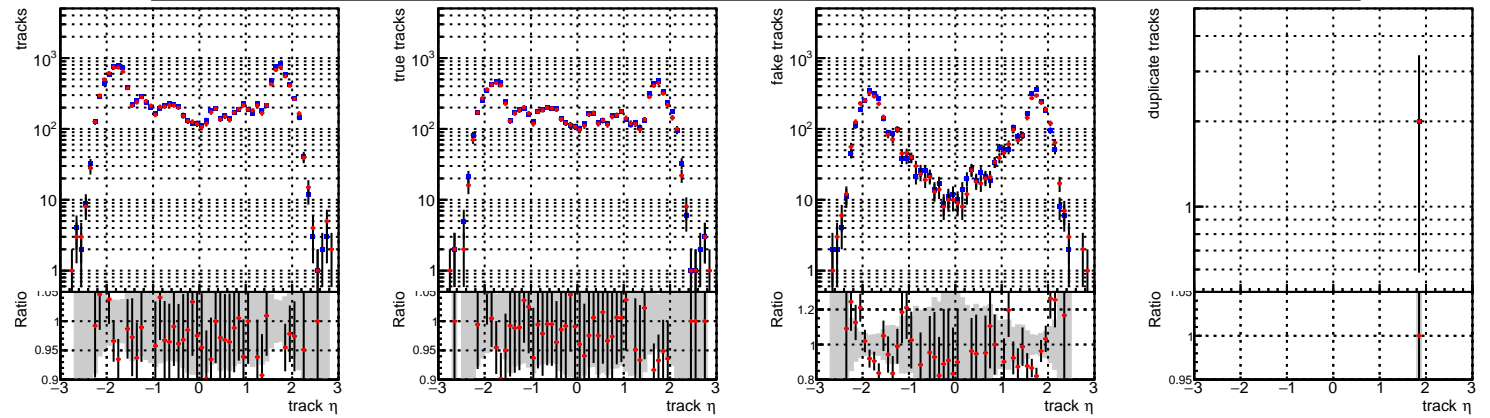 tracks
10³
10²
10
1
Ratio
1.05
1
0.95
0.9
−3 −2 −1 0 1 2 3
track η
true tracks
10³
10²
10
1
Ratio
1.05
1
0.95
0.9
−3 −2 −1 0 1 2 3
track η
fake tracks
10³
10²
10
1
Ratio
1.2
1
0.8
−3 −2 −1 0 1 2 3
track η
duplicate tracks
1
Ratio
1.05
1
0.95
−3 −2 −1 0 1 2 3
track η